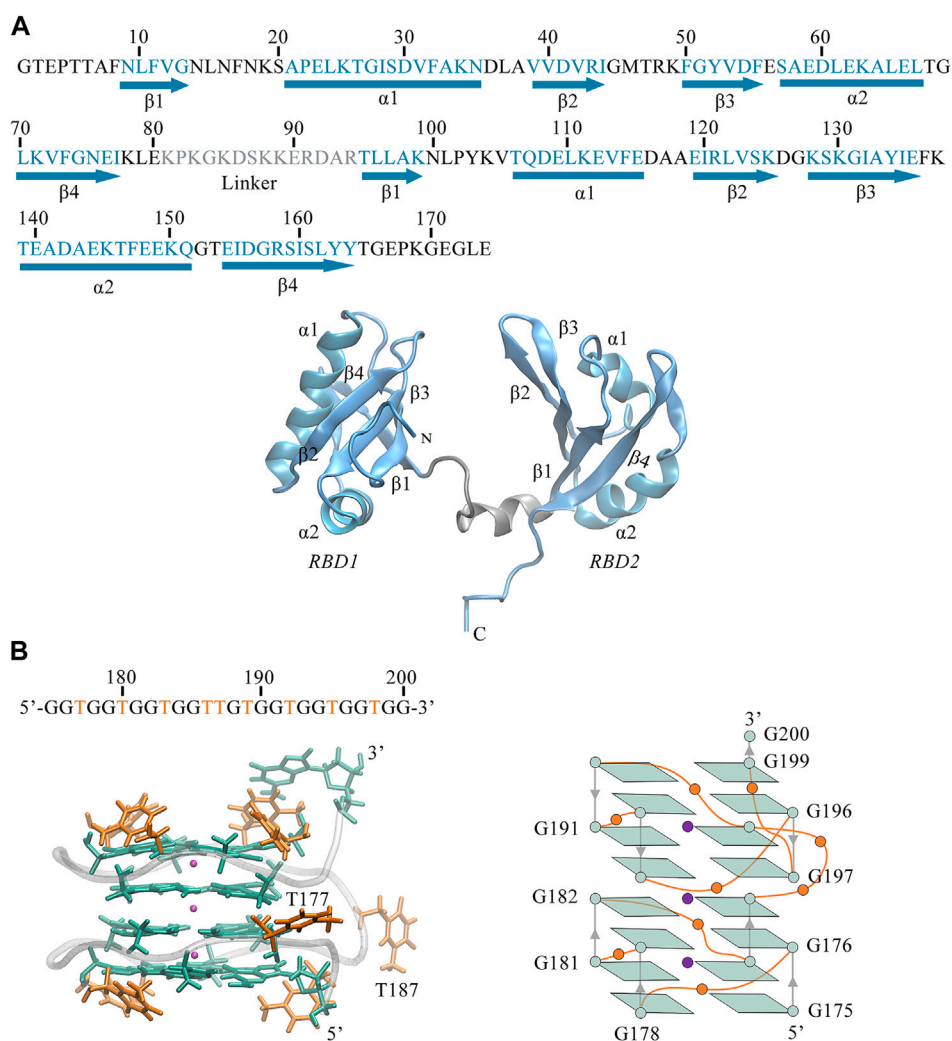 A
10 20 30 40 50 60
GTEPTTAFNLFVGNLNFNKSAPELKTGISDVFAKNDLAVVDVRIGMTRKFGYVDFESAEDLEKALELTG
β1 α1 β2 β3 α2
70 80 90 100 110 120 130
LKVFGNEIKLEKPKGKDSKKERDARTLLAKNLPYKVTQDELKEVFEDAAEIRLVSKDGKSKGIAYIEFK
β4 Linker β1 α1 β2 β3
140 150 160 170
TEADAEKTFEEKQGTEIDGRSISLYYTGEPKGEGLE
α2 β4
α1 β3 α1
β4
β3 β2
N
β2 β1 β4
β1
α2 α2
RBD1 RBD2
C
B
180 190 200
5’-GGTGGTGGTGGTTGTGGTGGTGGTGG-3’
3’
T177
T187
5’
3’
G200
G199
G196
G191
G197
G182
G176
G181
G175
G178 5’